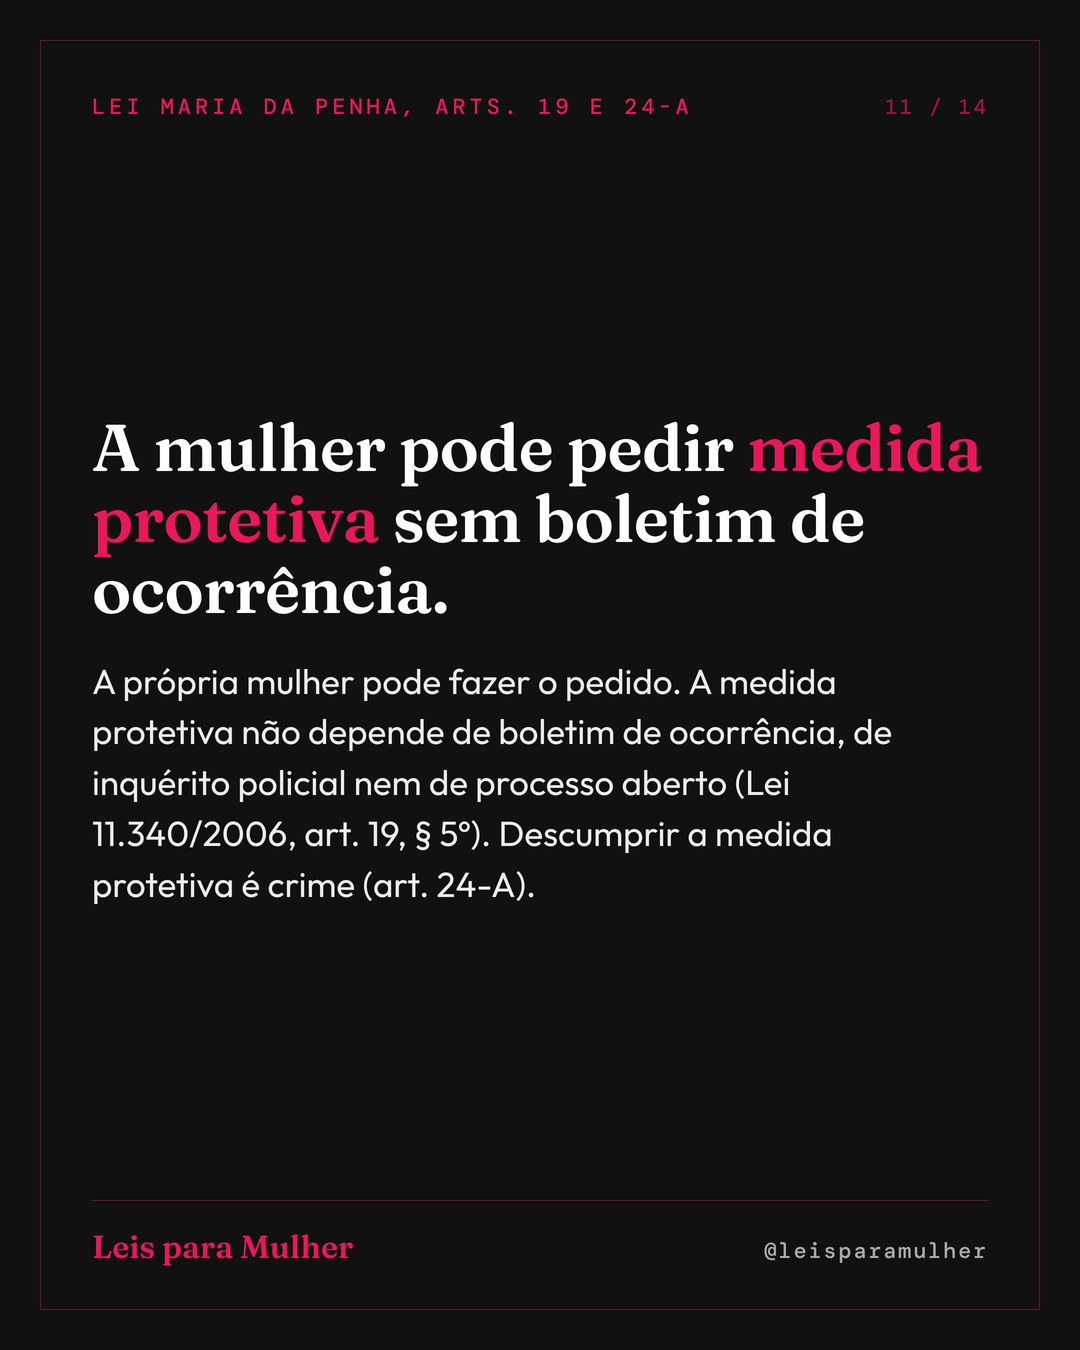 LEI MARIA DA PENHA, ARTS. 19 E 24-A
11 / 14
A mulher pode pedir medida
protetiva sem boletim de
ocorrência.
A própria mulher pode fazer o pedido. A medida
protetiva não depende de boletim de ocorrência, de
inquérito policial nem de processo aberto (Lei
11.340/2006, art. 19, § 5º). Descumprir a medida
protetiva é crime (art. 24-A).
Leis para Mulher
@leisparamulher